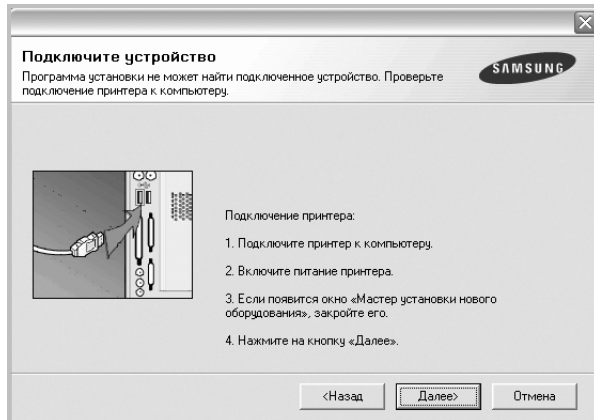 Подключите устройство
Программа установки не может найти подключенное устройство. Проверьте
подключение принтера к компьютеру.
SAMSUNG
Подключение принтера:
1. Подключите принтер к компьютеру.
2. Включите питание принтера.
3. Если появится окно «Мастер установки нового
оборудования», закройте его.
4. Нажмите на кнопку «Далее».
<Назад
Далее>
Отмена